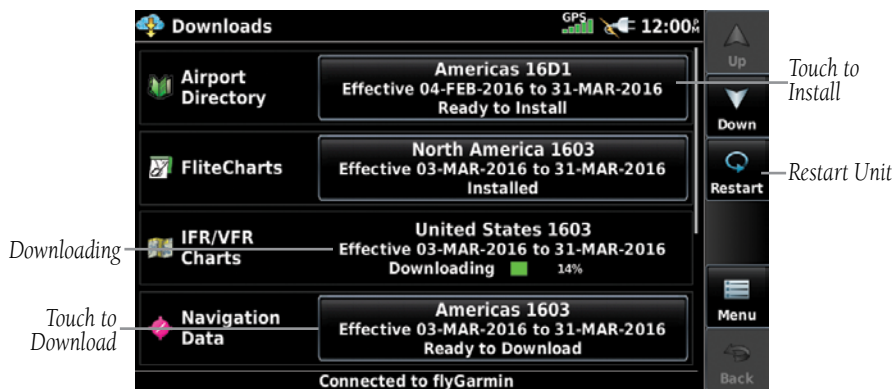 Downloads
GPS
12:00PM
Up
Airport
Directory
Americas 16D1
Effective 04-FEB-2016 to 31-MAR-2016
Ready to Install
Touch to
Install
Down
FliteCharts
North America 1603
Effective 03-MAR-2016 to 31-MAR-2016
Installed
Restart
Restart Unit
Downloading
IFR/VFR
Charts
United States 1603
Effective 03-MAR-2016 to 31-MAR-2016
Downloading 14%
Touch to
Download
Navigation
Data
Americas 1603
Effective 03-MAR-2016 to 31-MAR-2016
Ready to Download
Menu
Connected to flyGarmin
Back